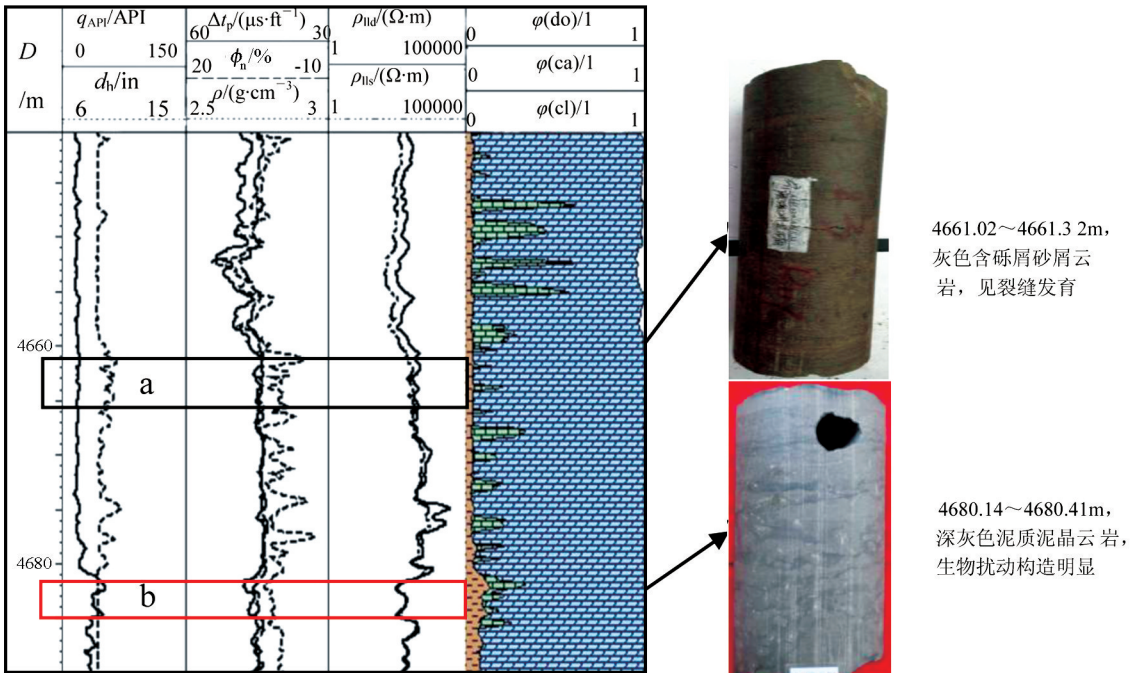 D
/m
q_API/API
0 150
d_h/in
6 15
Δt_p/(μs·ft⁻¹)
60 30
ϕ_n/%
20 -10
ρ/(g·cm⁻³)
2.5 3
ρ_lld/(Ω·m)
1 100000
ρ_lls/(Ω·m)
1 100000
φ(do)/1
0 1
φ(ca)/1
0 1
φ(cl)/1
0 1
4660
a
4680
b
4661.02～4661.3 2m，
灰色含砾屑砂屑云
岩，见裂缝发育
4680.14～4680.41m，
深灰色泥质泥晶云 岩，
生物扰动构造明显